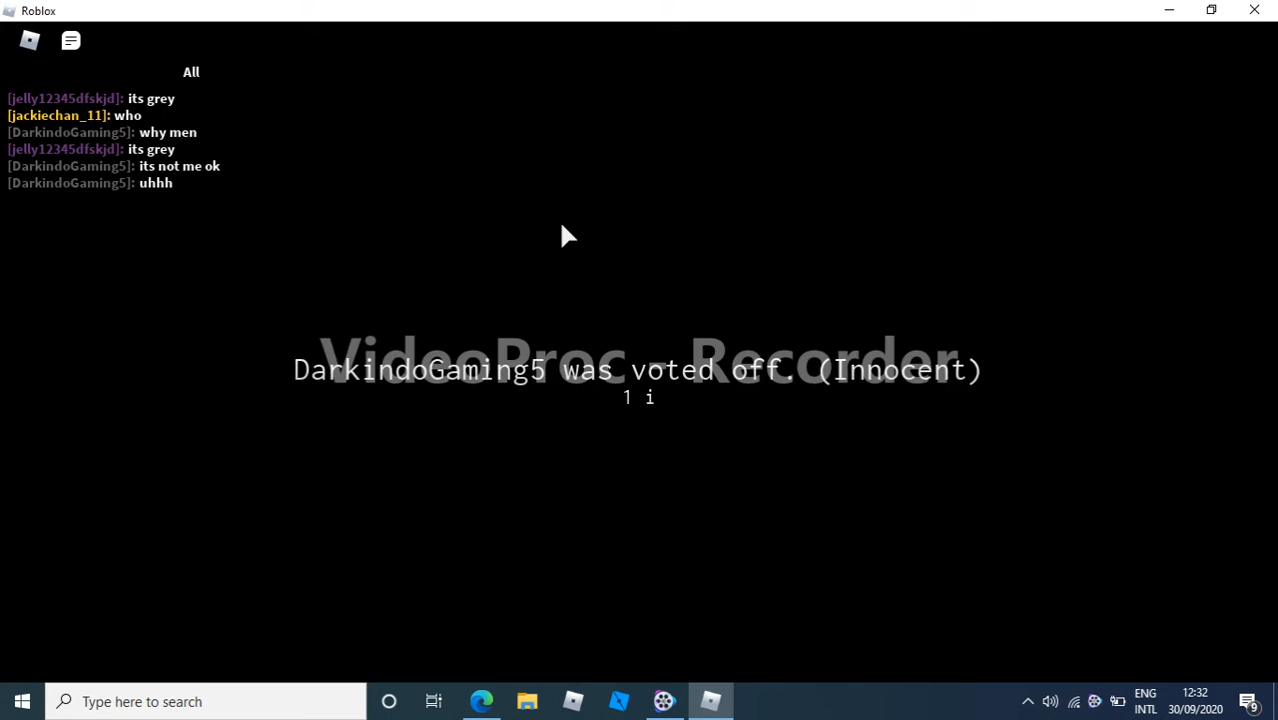 Roblox
All
[jelly12345dfskjd]: its grey
[jackiechan_11]: who
[DarkindoGaming5]: why men
[jelly12345dfskjd]: its grey
[DarkindoGaming5]: its not me ok
[DarkindoGaming5]: uhhh
VideoProc - Recorder
DarkindoGaming5 was voted off. (Innocent)
1 i
Type here to search
ENG
INTL
12:32
30/09/2020
9